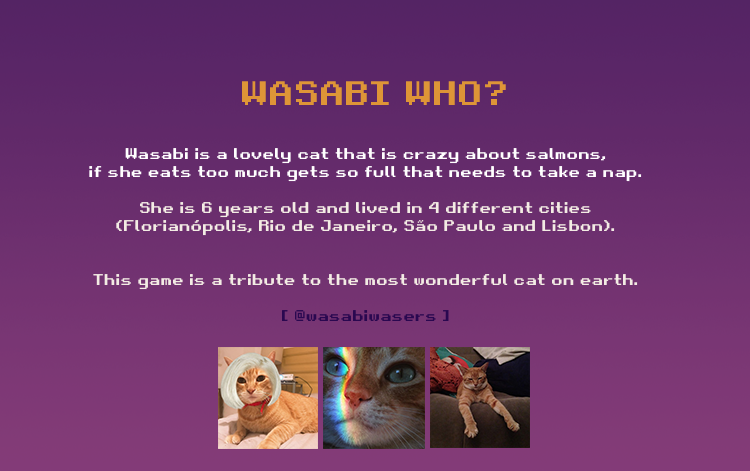 WASABI WHO?
Wasabi is a lovely cat that is crazy about salmons,
if she eats too much gets so full that needs to take a nap.
She is 6 years old and lived in 4 different cities
(Florianópolis, Rio de Janeiro, São Paulo and Lisbon).
This game is a tribute to the most wonderful cat on earth.
[ @wasabiwasers ]